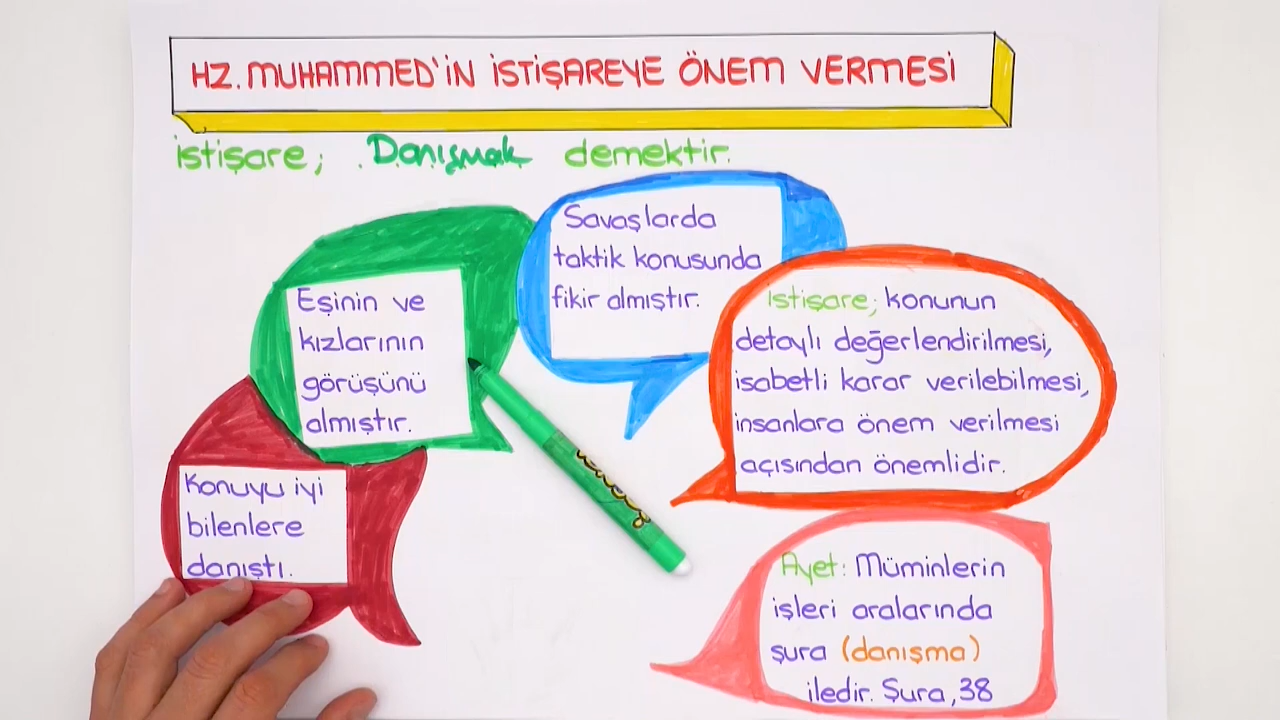 HZ. MUHAMMED'İN İSTİŞAREYE ÖNEM VERMESİ
istişare; Danışmak demektir.
Savaşlarda
taktik konusunda
fikir almıştır.
Eşinin ve
kızlarının
görüşünü
almıştır.
istişare; konunun
detaylı değerlendirilmesi,
isabetli karar verilebilmesi,
insanlara önem verilmesi
açısından önemlidir.
Konuyu iyi
bilenlere
danıştı.
Ayet: Müminlerin
işleri aralarında
şura (danışma)
iledir. Şura, 38